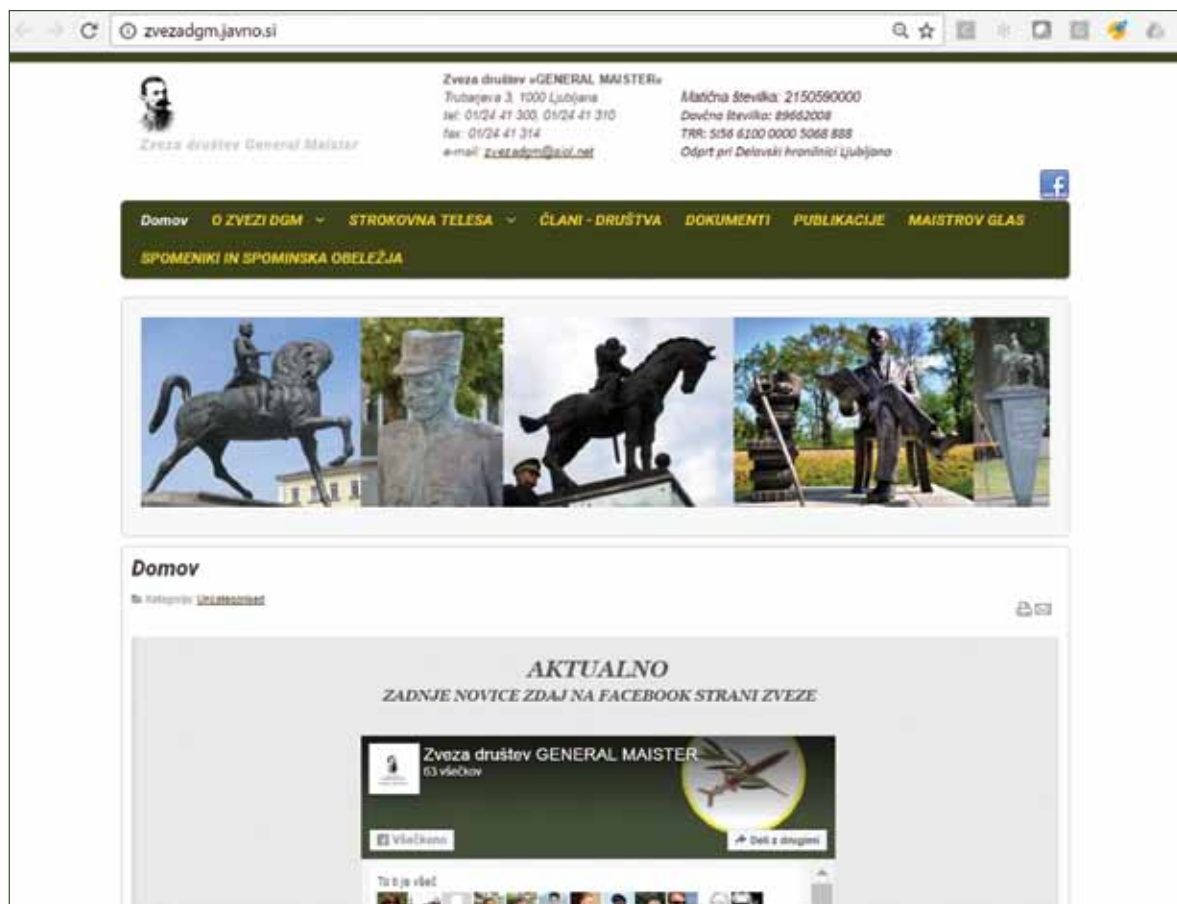 zvezadgm.javno.si
Zveza društev General Maister
Zveza društev »GENERAL MAISTER«
Trubarjeva 3, 1000 Ljubljana
tel: 01/24 41 300, 01/24 41 310
fax: 01/24 41 314
e-mail: zvezadgm@siol.net
Matična številka: 2150590000
Davčna številka: 89662008
TRR: SI56 6100 0000 5068 888
Odprt pri Delavski hranilnici Ljubljana
Domov O ZVEZI DGM STROKOVNA TELESA ČLANI - DRUŠTVA DOKUMENTI PUBLIKACIJE MAISTROV GLAS
SPOMENIKI IN SPOMINSKA OBELEŽJA
Domov
Kategorija: Uncategorised
AKTUALNO
ZADNJE NOVICE ZDAJ NA FACEBOOK STRANI ZVEZE
Zveza društev GENERAL MAISTER
63 všečkov
Všečkano
Deli z drugimi
To ti je všeč